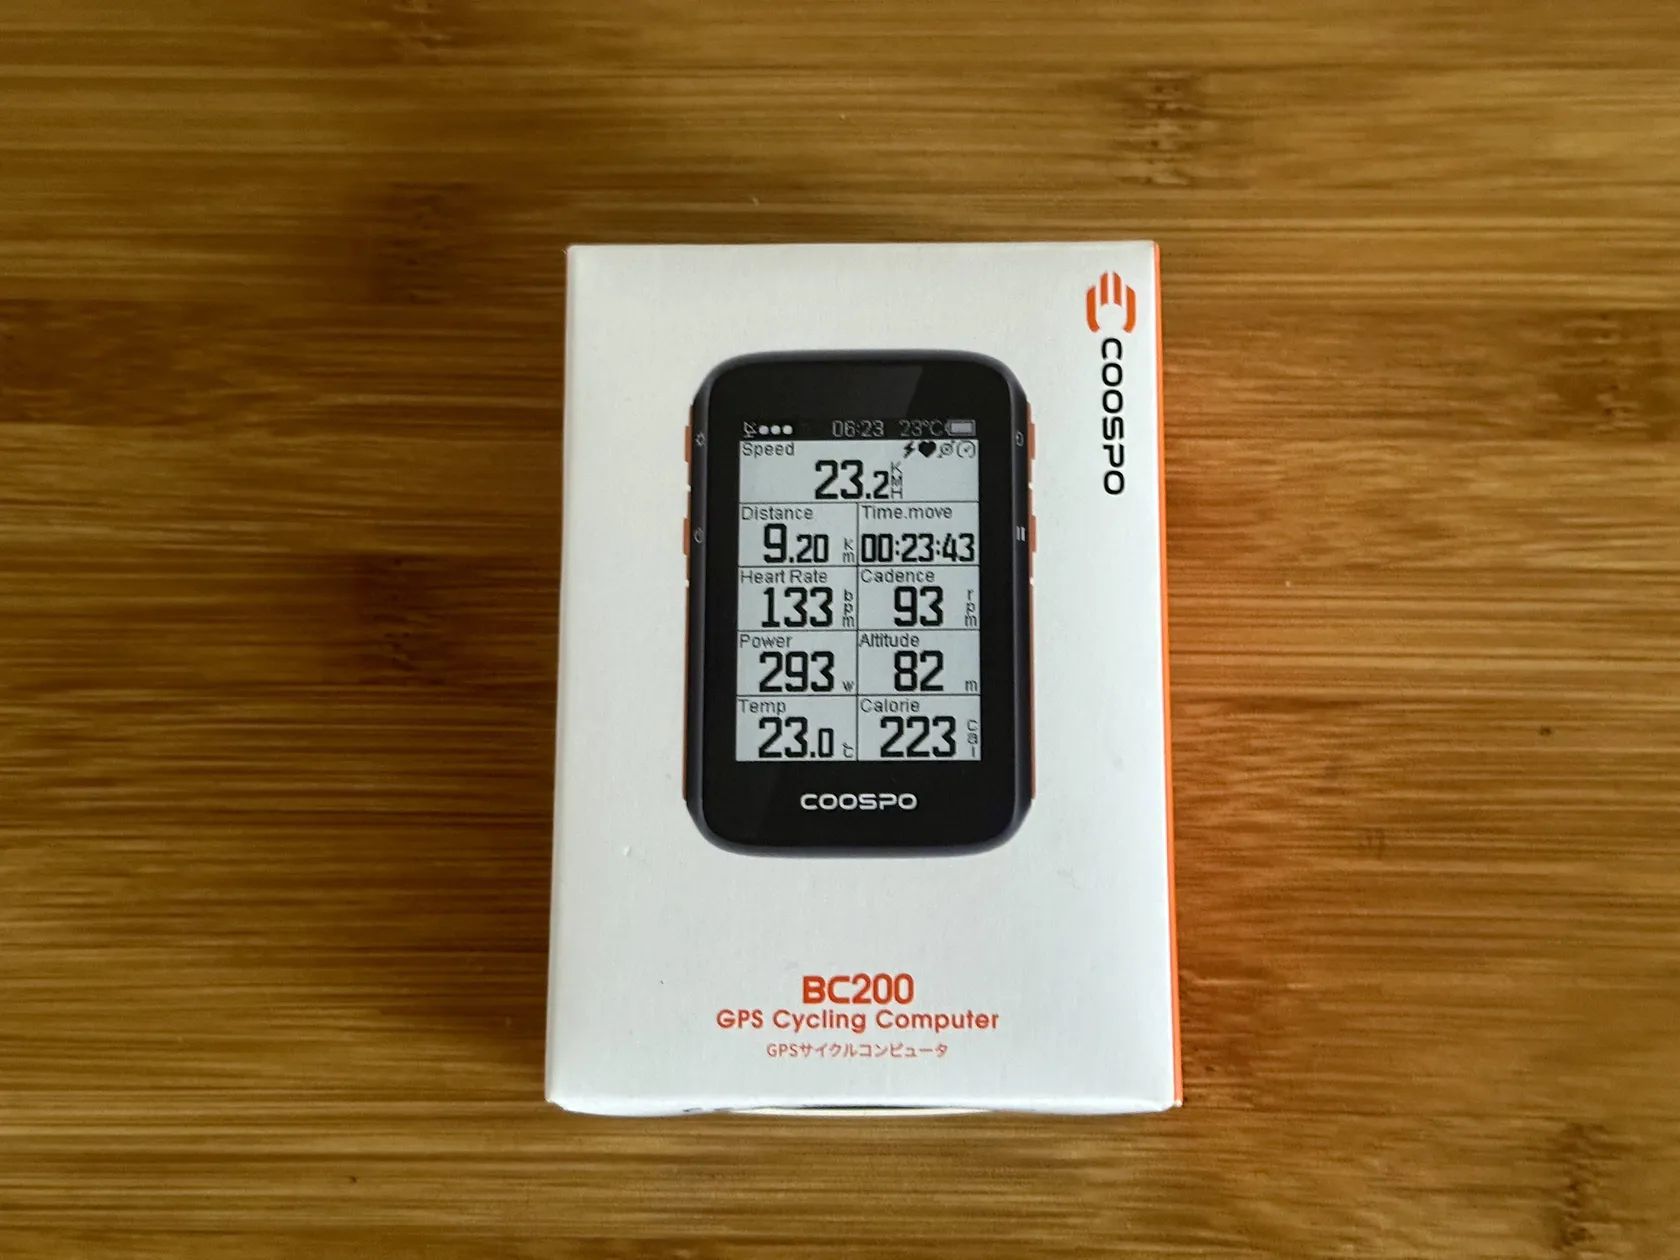 COOSPO
06:23 23°C
Speed
23.2 KMH
Distance Time.move
9.20 km 00:23:43
Heart Rate Cadence
133 bpm 93 rpm
Power Altitude
293 w 82 m
Temp Calorie
23.0 ℃ 223 cal
COOSPO
BC200
GPS Cycling Computer
GPSサイクルコンピュータ